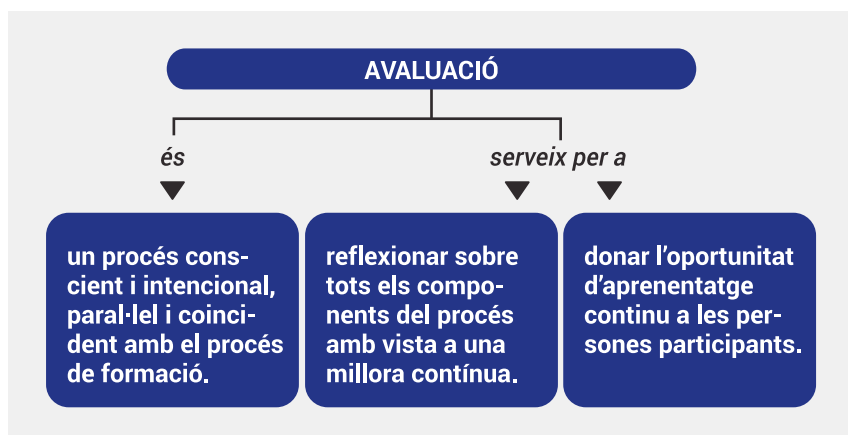 AVALUACIÓ
és
serveix per a
un procés cons-
cient i intencional,
paral·lel i coinci-
dent amb el procés
de formació.
reflexionar sobre
tots els compo-
nents del procés
amb vista a una
millora contínua.
donar l’oportunitat
d’aprenentatge
continu a les per-
sones participants.